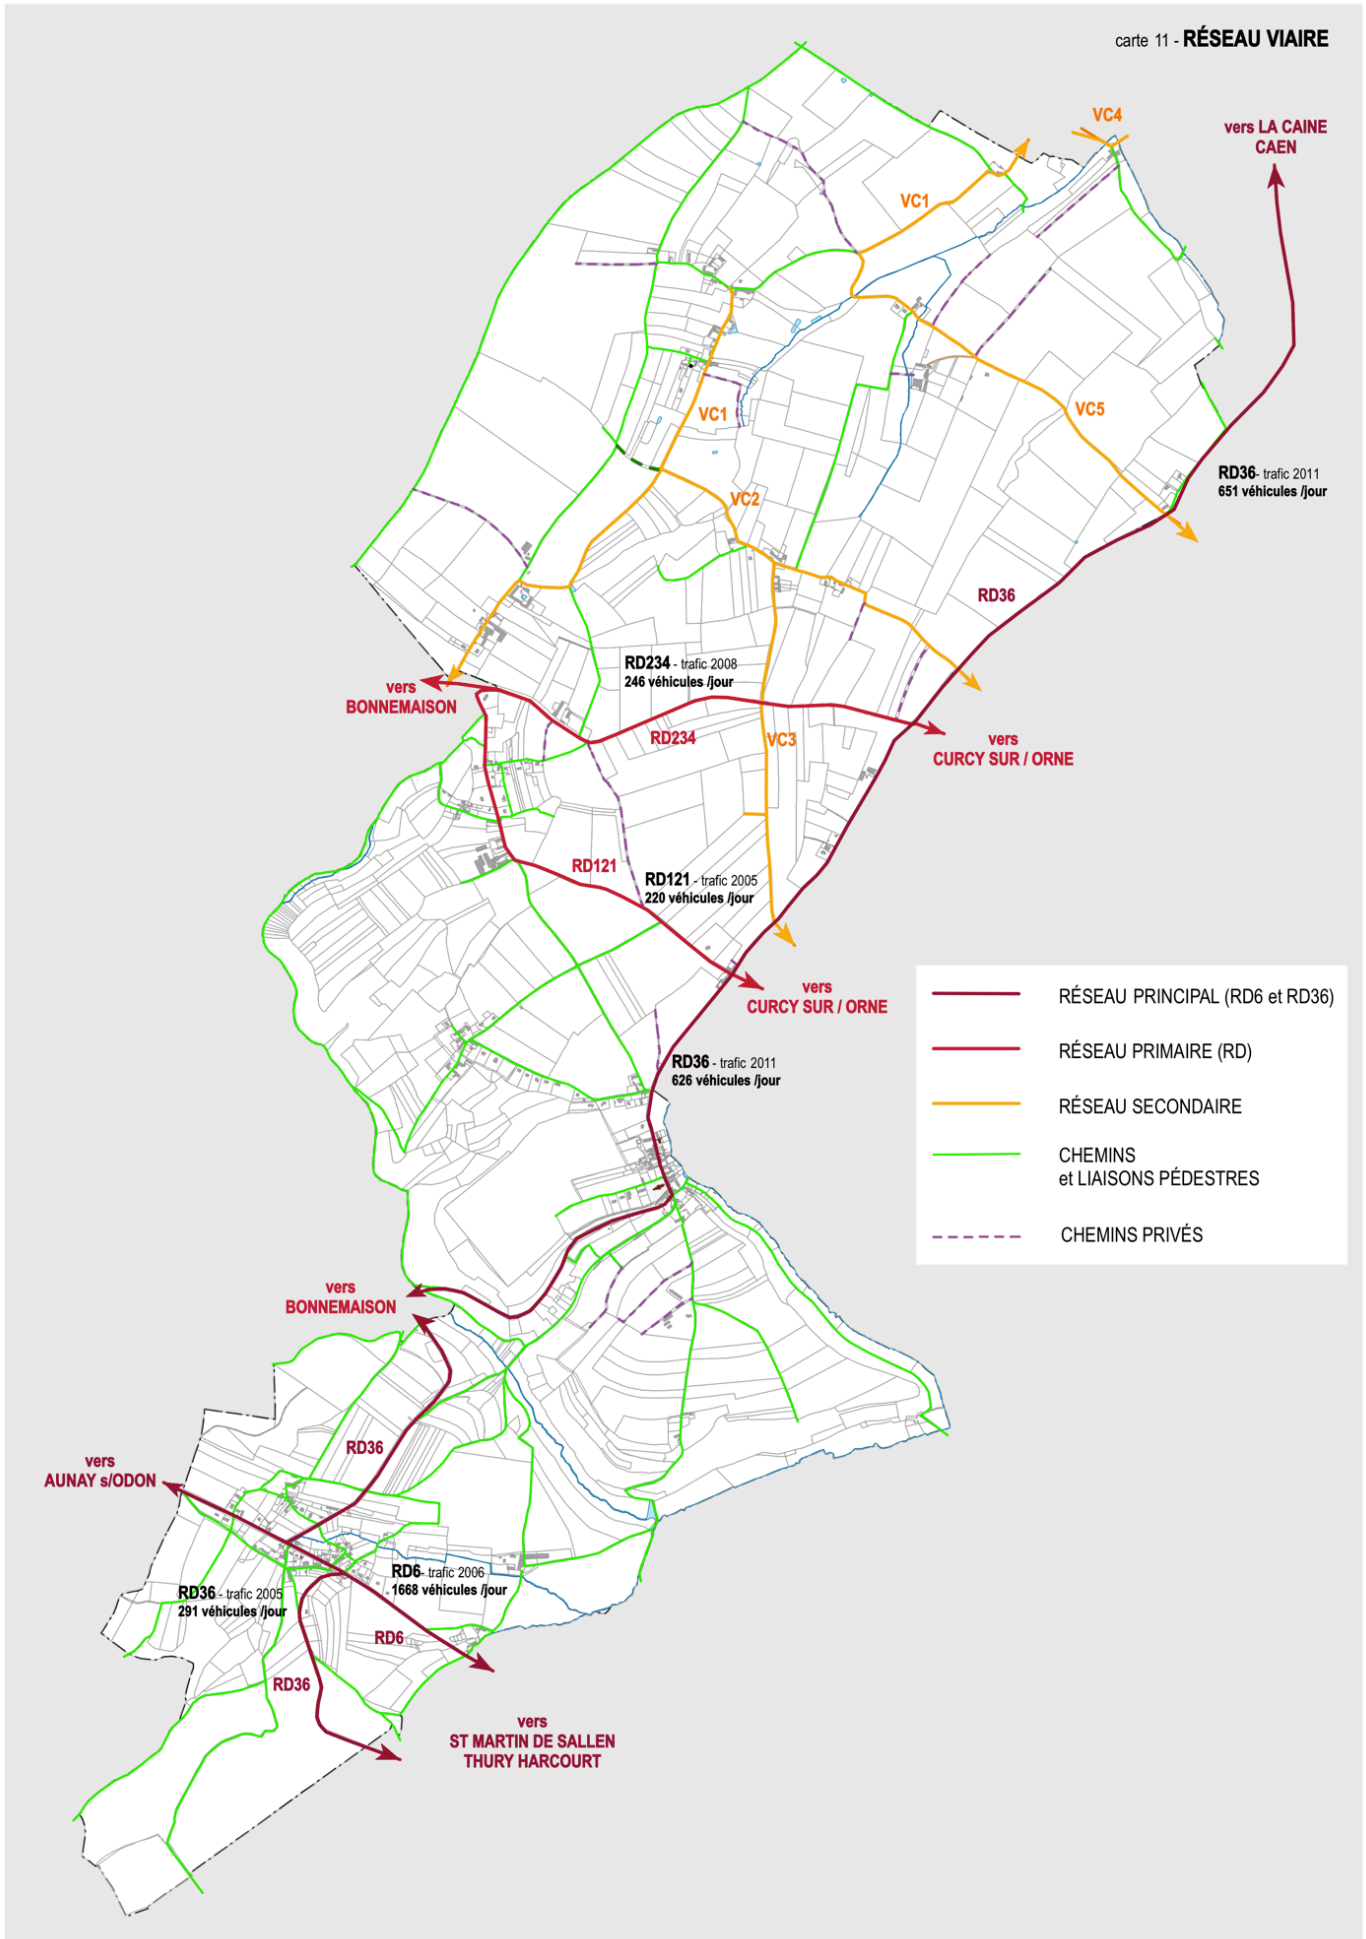 carte 11 - RÉSEAU VIAIRE
VC4
vers LA CAINE
CAEN
VC1
VC1
VC5
RD36- trafic 2011
651 véhicules /jour
VC2
RD36
RD234 - trafic 2008
246 véhicules /jour
vers
BONNEMAISON
RD234
VC3
vers
CURCY SUR / ORNE
RD121
RD121 - trafic 2005
220 véhicules /jour
vers
CURCY SUR / ORNE
RÉSEAU PRINCIPAL (RD6 et RD36)
RÉSEAU PRIMAIRE (RD)
RÉSEAU SECONDAIRE
CHEMINS
et LIAISONS PÉDESTRES
CHEMINS PRIVÉS
RD36 - trafic 2011
626 véhicules /jour
vers
BONNEMAISON
RD36
vers
AUNAY s/ODON
RD6- trafic 2006
1668 véhicules /jour
RD36 - trafic 2005
291 véhicules /jour
RD6
RD36
vers
ST MARTIN DE SALLEN
THURY HARCOURT